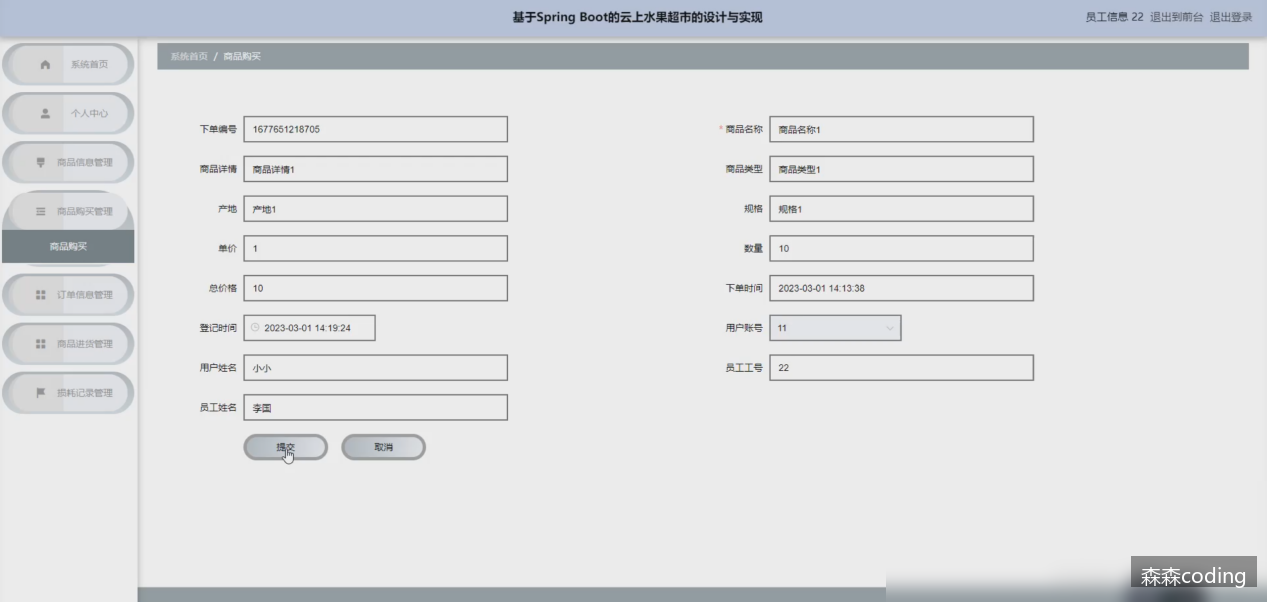 基于Spring Boot的云上水果超市的设计与实现
员工信息 22 退出到前台 退出登录
系统首页
个人中心
商品信息管理
商品购买管理
商品购买
订单信息管理
商品进货管理
损耗记录管理
系统首页 / 商品购买
下单编号 1677651218705
* 商品名称 商品名称1
商品详情 商品详情1
商品类型 商品类型1
产地 产地1
规格 规格1
单价 1
数量 10
总价格 10
下单时间 2023-03-01 14:13:38
登记时间 2023-03-01 14:19:24
用户账号 11
用户姓名 小小
员工工号 22
员工姓名 李国
提交 取消
森森coding